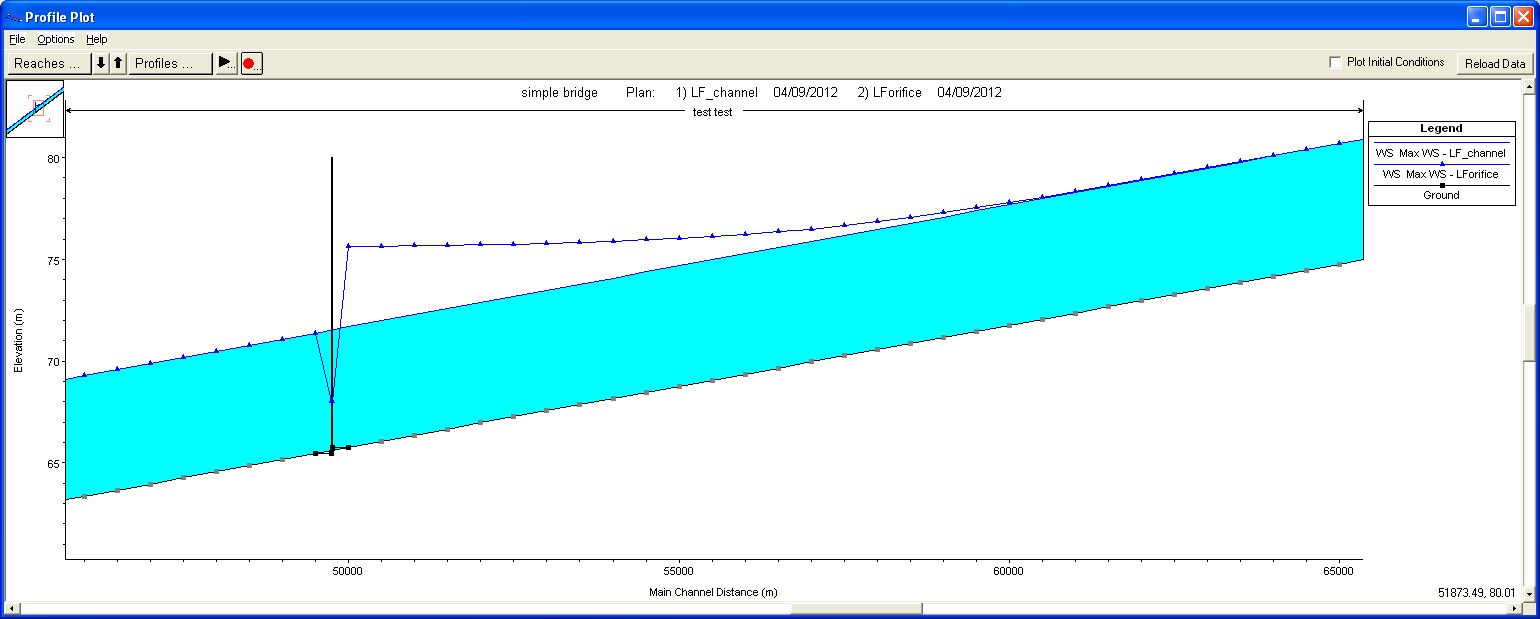 Profile Plot
File Options Help
Reaches ... Profiles ... ... ... Plot Initial Conditions Reload Data
simple bridge Plan: 1) LF_channel 04/09/2012 2) LForifice 04/09/2012
test test
Legend
WS Max WS - LF_channel
WS Max WS - LForifice
Ground
80
75
70
65
Elevation (m)
50000 55000 60000 65000
Main Channel Distance (m)
51873.49, 80.01